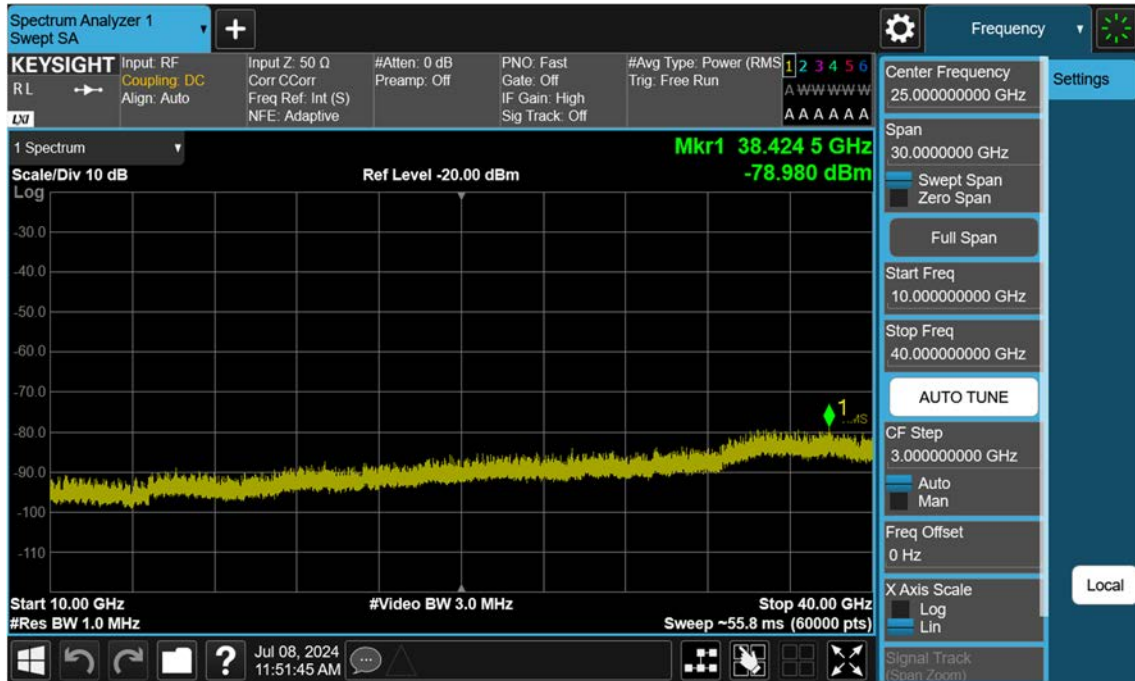 Spectrum Analyzer 1
Swept SA
Frequency
KEYSIGHT
RL
LXI
Input: RF
Coupling: DC
Align: Auto
Input Z: 50 Ω
Corr CCorr
Freq Ref: Int (S)
NFE: Adaptive
#Atten: 0 dB
Preamp: Off
PNO: Fast
Gate: Off
IF Gain: High
Sig Track: Off
#Avg Type: Power (RMS
Trig: Free Run
1 2 3 4 5 6
A W W W W W
A A A A A A
1 Spectrum
Scale/Div 10 dB
Log
Ref Level -20.00 dBm
Mkr1 38.424 5 GHz
-78.980 dBm
-30.0
-40.0
-50.0
-60.0
-70.0
-80.0
-90.0
-100
-110
1
Start 10.00 GHz
#Res BW 1.0 MHz
#Video BW 3.0 MHz
Stop 40.00 GHz
Sweep ~55.8 ms (60000 pts)
Jul 08, 2024
11:51:45 AM
?
Center Frequency
25.000000000 GHz
Span
30.0000000 GHz
Swept Span
Zero Span
Full Span
Start Freq
10.000000000 GHz
Stop Freq
40.000000000 GHz
AUTO TUNE
CF Step
3.000000000 GHz
Auto
Man
Freq Offset
0 Hz
X Axis Scale
Log
Lin
Signal Track
(Span Zoom)
Settings
Local